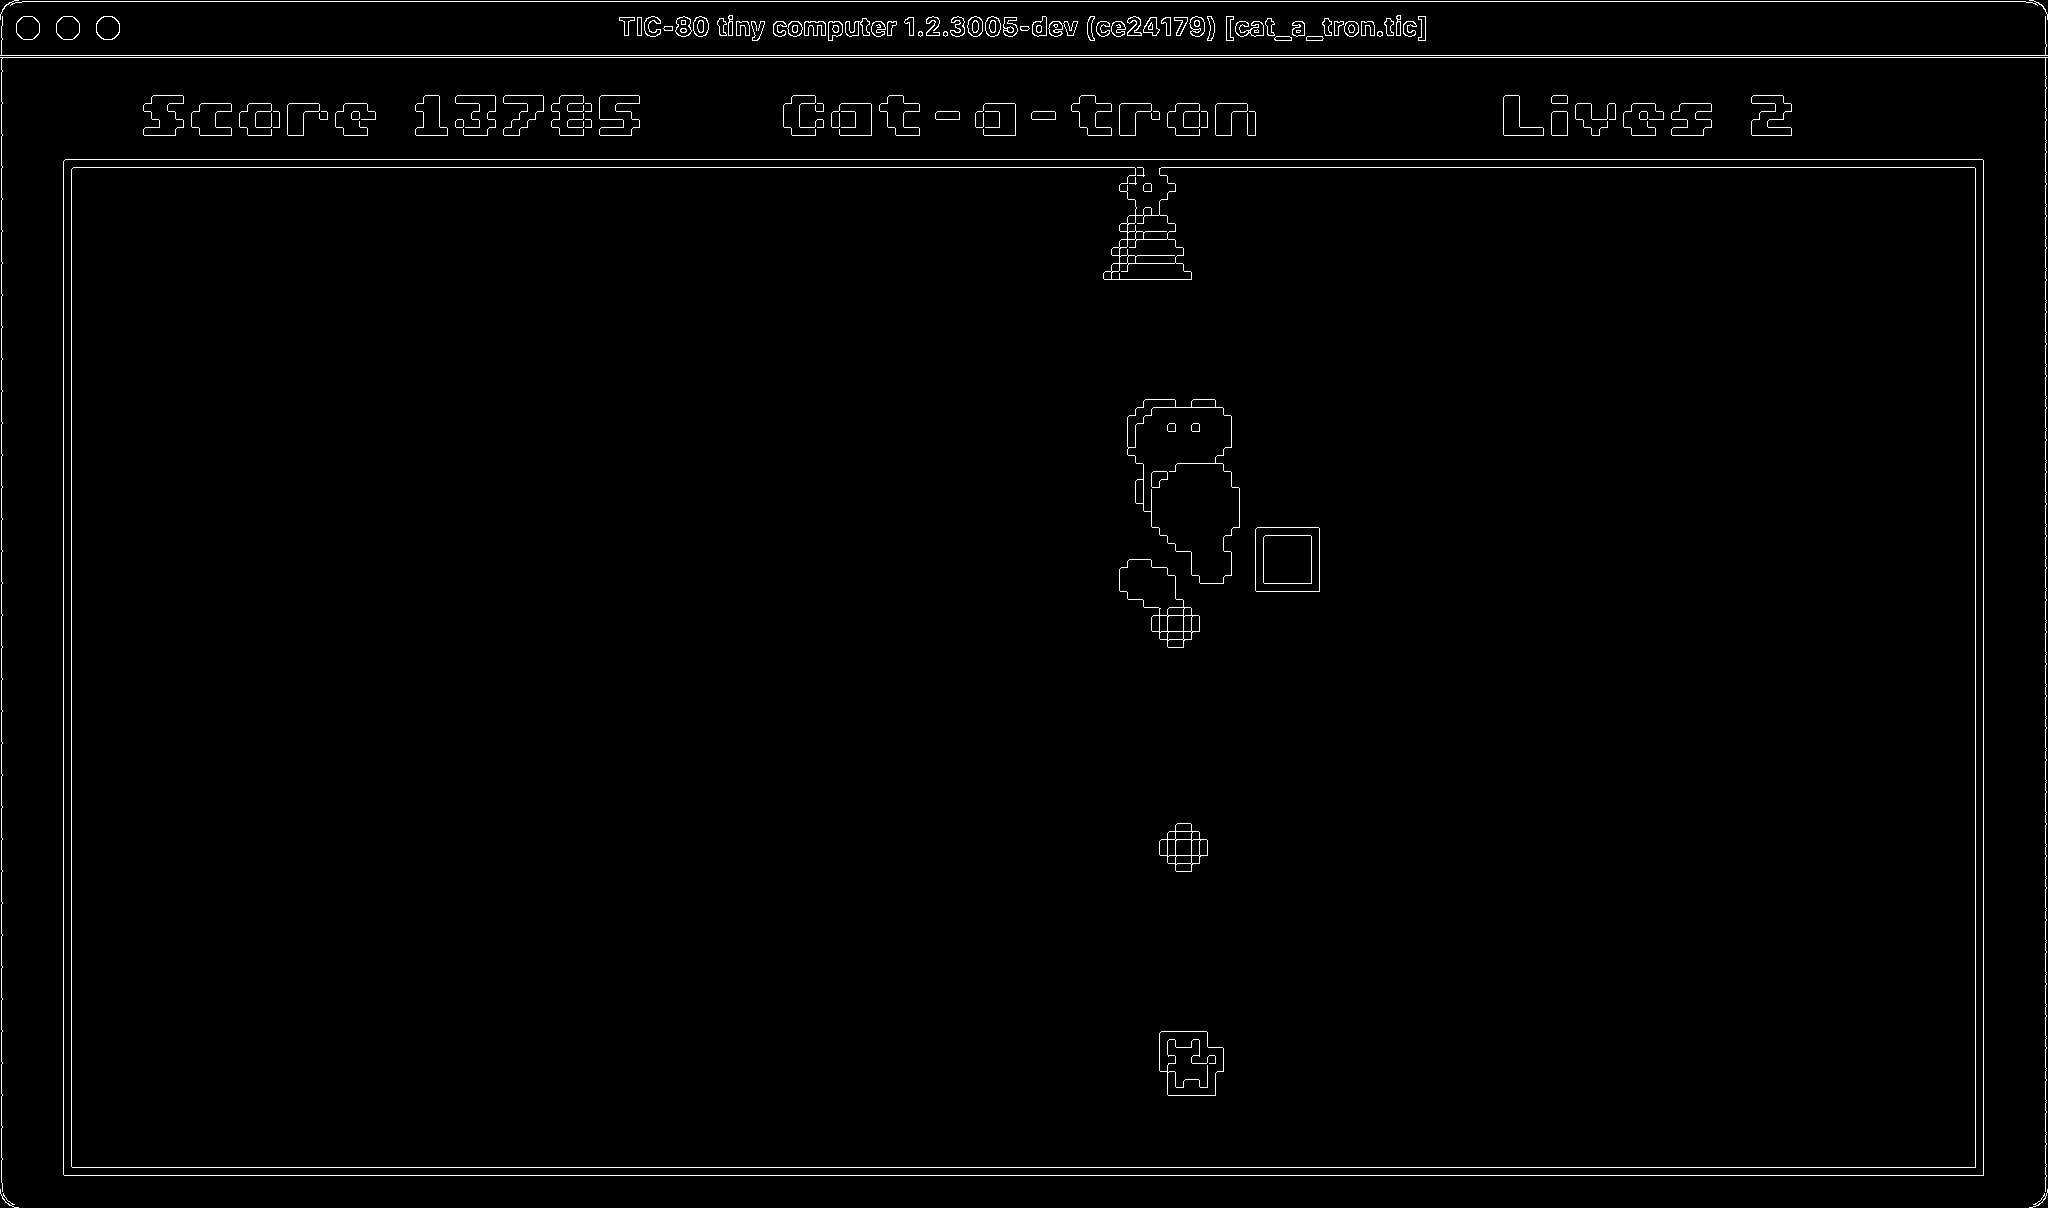 TIC-80 tiny computer 1.2.3005-dev (ce24179) [cat_a_tron.tic]
Score 13785 Cat-a-tron Lives 2